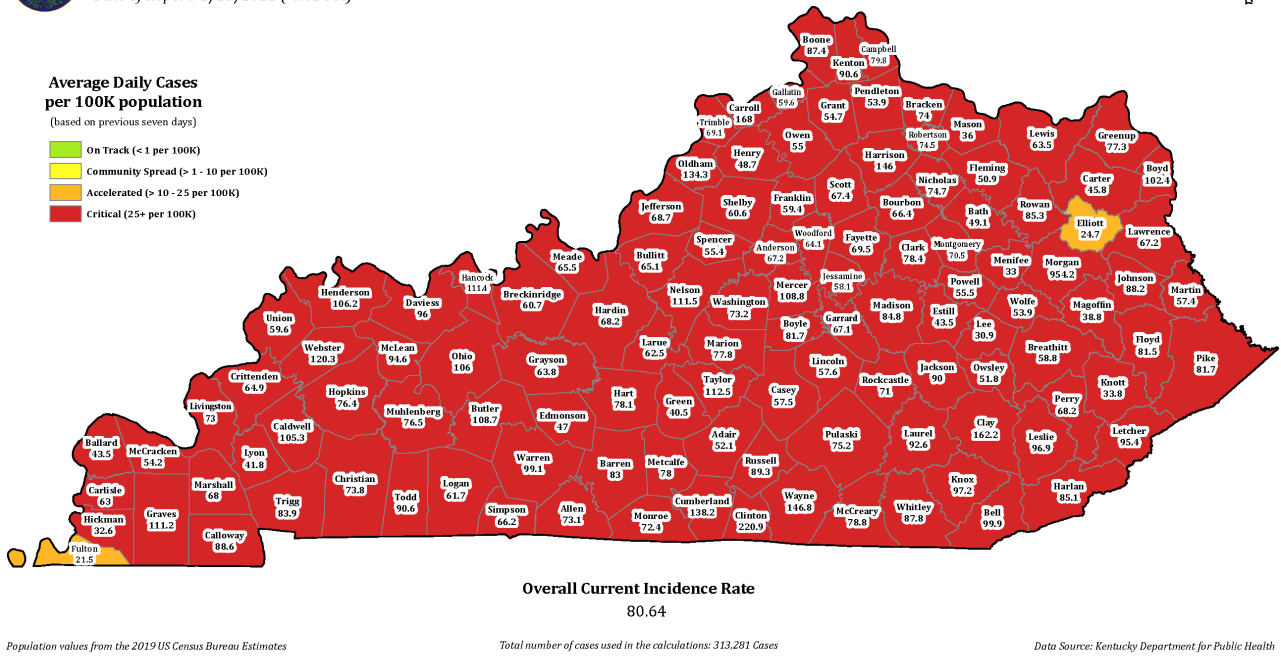 Average Daily Cases
per 100K population
(based on previous seven days)
On Track (< 1 per 100K)
Community Spread (> 1 - 10 per 100K)
Accelerated (> 10 - 25 per 100K)
Critical (25+ per 100K)
Boone
87.4
Campbell
79.8
Kenton
90.6
Gallatin
59.6
Carroll
168
Grant
54.7
Pendleton
53.9
Bracken
74
Trimble
69.1
Owen
55
Robertson
74.5
Mason
36
Lewis
63.5
Greenup
77.3
Oldham
134.3
Henry
48.7
Harrison
146
Fleming
50.9
Carter
45.8
Boyd
102.4
Nicholas
74.7
Scott
67.4
Jefferson
68.7
Shelby
60.6
Franklin
59.4
Bourbon
66.4
Bath
49.1
Rowan
85.3
Elliott
24.7
Lawrence
67.2
Spencer
55.4
Anderson
67.2
Woodford
64.1
Fayette
69.5
Clark
78.4
Montgomery
70.5
Menifee
33
Morgan
954.2
Meade
65.5
Bullitt
65.1
Hancock
111.4
Henderson
106.2
Daviess
96
Breckinridge
60.7
Hardin
68.2
Nelson
111.5
Washington
73.2
Mercer
108.8
Jessamine
58.1
Madison
84.8
Estill
43.5
Powell
55.5
Wolfe
53.9
Magoffin
38.8
Johnson
88.2
Martin
57.4
Union
59.6
Webster
120.3
McLean
94.6
Ohio
106
Grayson
63.8
Larue
62.5
Marion
77.8
Boyle
81.7
Garrard
67.1
Lee
30.9
Breathitt
58.8
Floyd
81.5
Pike
81.7
Crittenden
64.9
Hopkins
76.4
Muhlenberg
76.5
Butler
108.7
Edmonson
47
Hart
78.1
Green
40.5
Taylor
112.5
Casey
57.5
Lincoln
57.6
Rockcastle
71
Jackson
90
Owsley
51.8
Perry
68.2
Knott
33.8
Livingston
73
Caldwell
105.3
Adair
52.1
Pulaski
75.2
Laurel
92.6
Clay
162.2
Leslie
96.9
Letcher
95.4
Ballard
43.5
McCracken
54.2
Lyon
41.8
Warren
99.1
Barren
83
Metcalfe
78
Russell
89.3
Carlisle
63
Marshall
68
Trigg
83.9
Christian
73.8
Todd
90.6
Logan
61.7
Simpson
66.2
Allen
73.1
Monroe
72.4
Cumberland
138.2
Clinton
220.9
Wayne
146.8
McCreary
78.8
Whitley
87.8
Knox
97.2
Bell
99.9
Harlan
85.1
Hickman
32.6
Graves
111.2
Calloway
88.6
Fulton
21.5
Overall Current Incidence Rate
80.64
Population values from the 2019 US Census Bureau Estimates
Total number of cases used in the calculations: 313,281 Cases
Data Source: Kentucky Department for Public Health